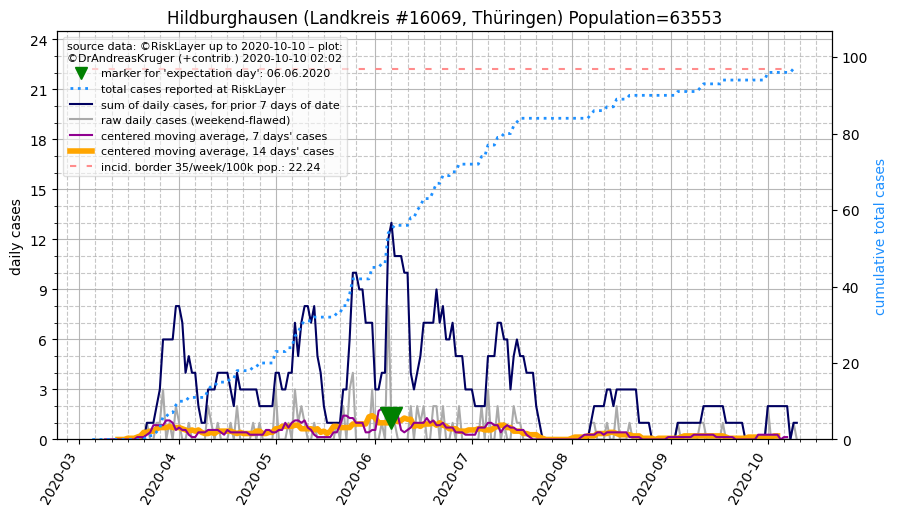 Hildburghausen (Landkreis #16069, Thüringen) Population=63553
source data: ©RiskLayer up to 2020-10-10 – plot:
©DrAndreasKruger (+contrib.) 2020-10-10 02:02
marker for 'expectation day': 06.06.2020
total cases reported at RiskLayer
sum of daily cases, for prior 7 days of date
raw daily cases (weekend-flawed)
centered moving average, 7 days' cases
centered moving average, 14 days' cases
incid. border 35/week/100k pop.: 22.24
daily cases
24
21
18
15
12
9
6
3
0
100
80
60
40
20
0
cumulative total cases
2020-03
2020-04
2020-05
2020-06
2020-07
2020-08
2020-09
2020-10